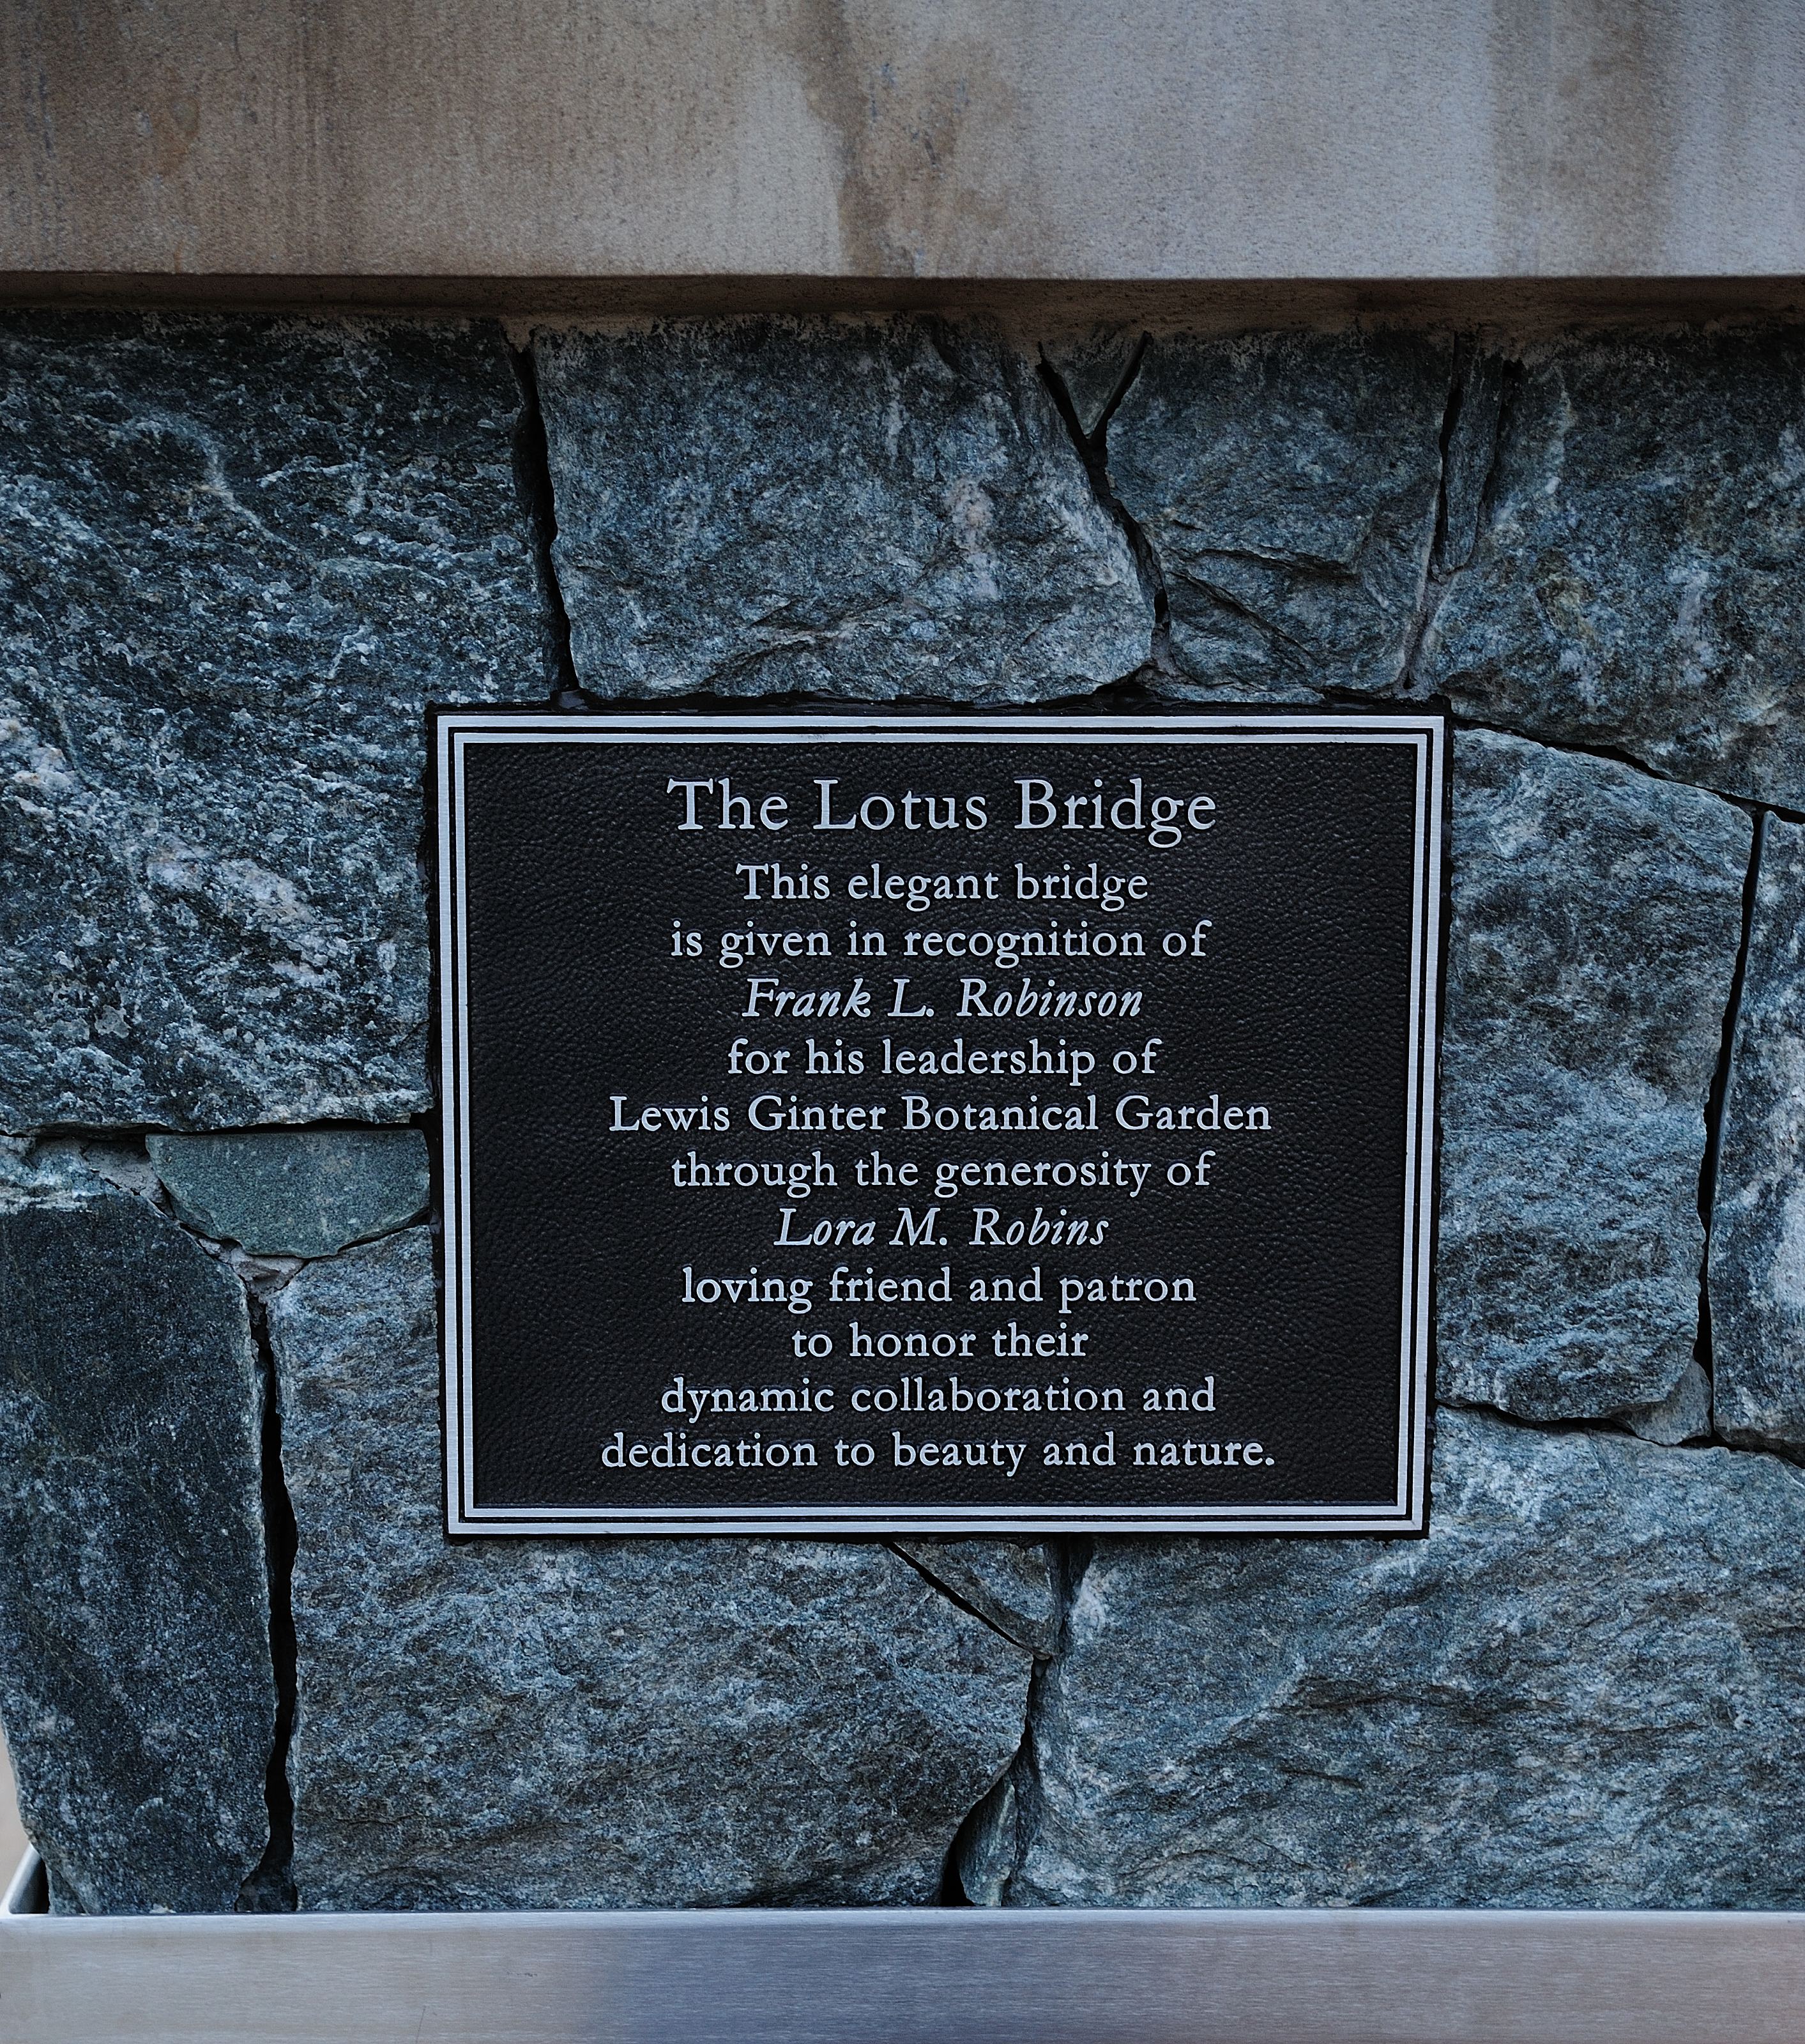 The Lotus Bridge
This elegant bridge
is given in recognition of
Frank L. Robinson
for his leadership of
Lewis Ginter Botanical Garden
through the generosity of
Lora M. Robins
loving friend and patron
to honor their
dynamic collaboration and
dedication to beauty and nature.